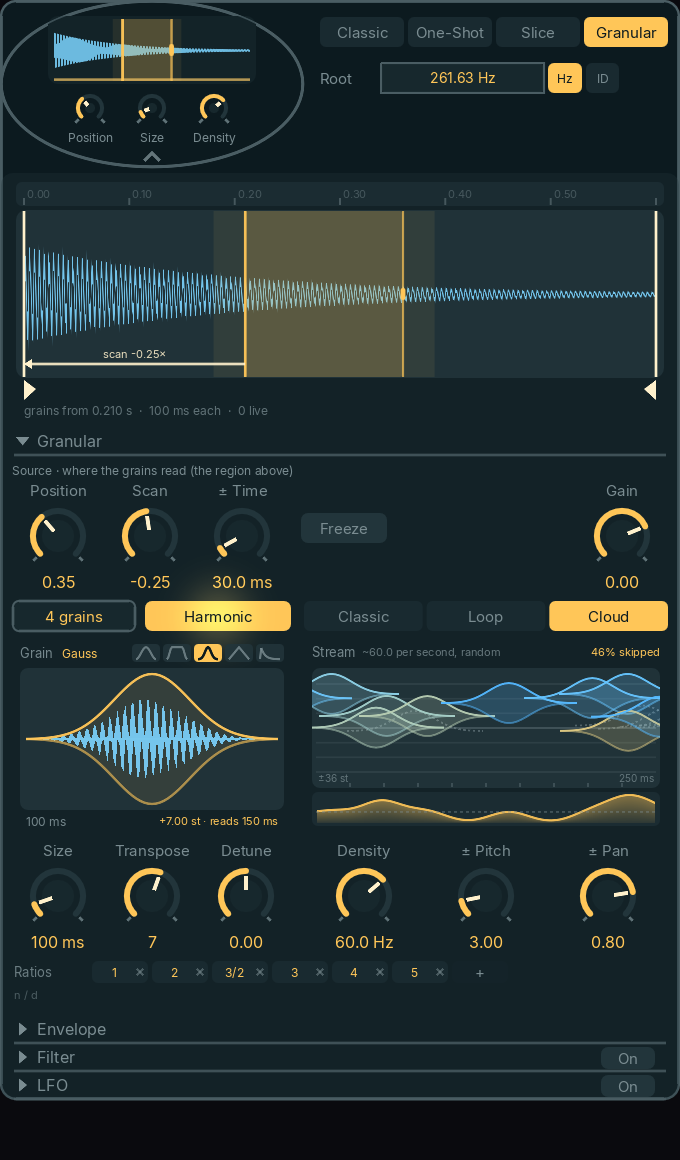 Classic One-Shot Slice Granular
Root 261.63 Hz Hz ID
Position Size Density
0.00 0.10 0.20 0.30 0.40 0.50
scan -0.25×
grains from 0.210 s · 100 ms each · 0 live
Granular
Source · where the grains read (the region above)
Position Scan ± Time Gain
Freeze
0.35 -0.25 30.0 ms 0.00
4 grains Harmonic Classic Loop Cloud
Grain Gauss Stream ~60.0 per second, random 46% skipped
±36 st 250 ms
100 ms +7.00 st · reads 150 ms
Size Transpose Detune Density ± Pitch ± Pan
100 ms 7 0.00 60.0 Hz 3.00 0.80
Ratios 1 × 2 × 3/2 × 3 × 4 × 5 × +
n / d
Envelope
Filter On
LFO On